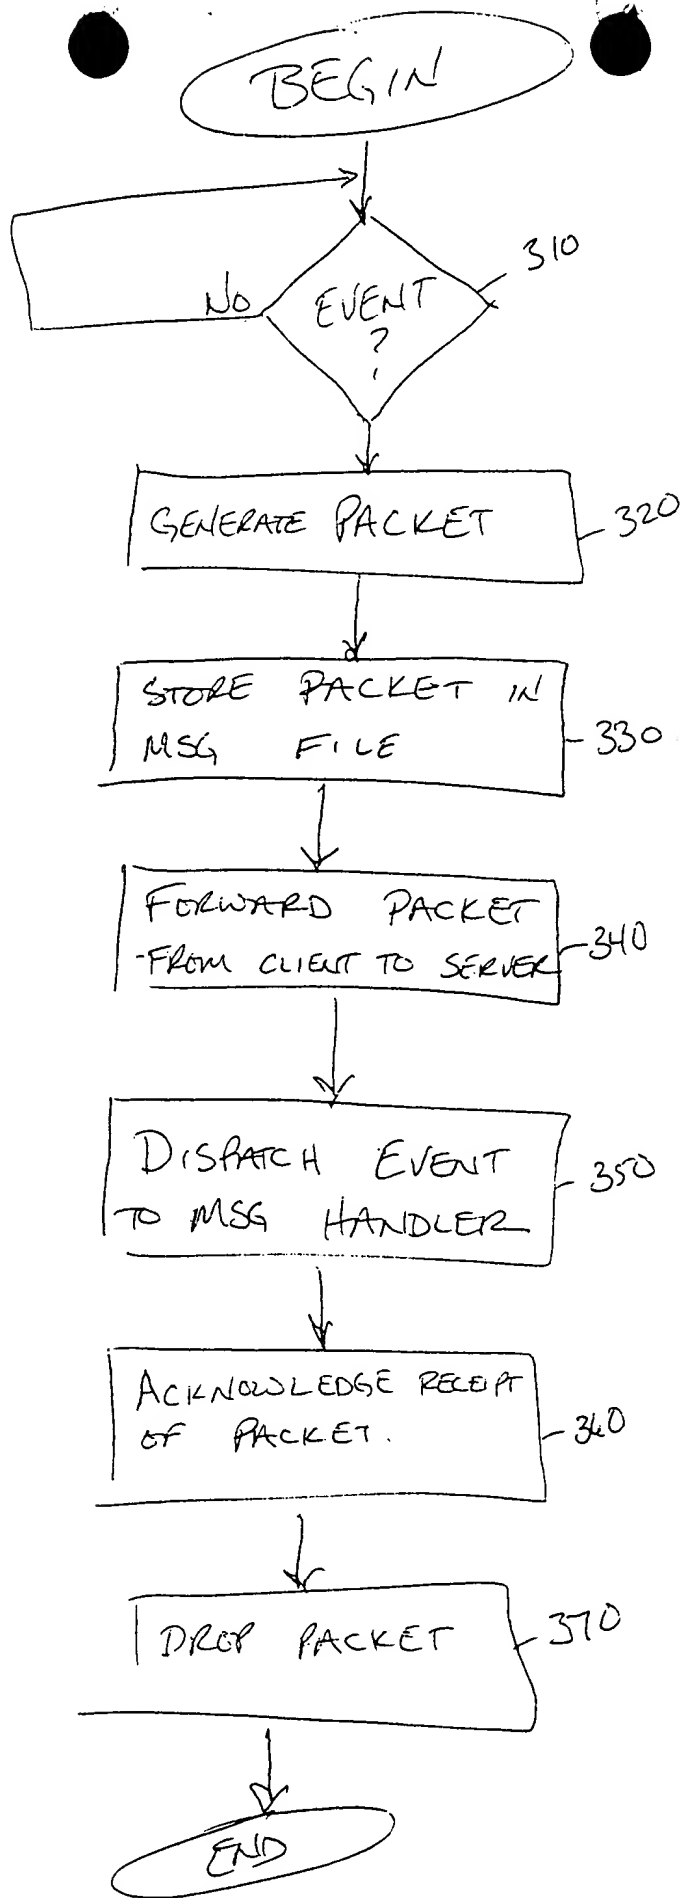 BEGIN
310
No
EVENT
?
GENERATE PACKET
320
STORE PACKET IN
MSG FILE
330
FORWARD PACKET
FROM CLIENT TO SERVER
340
DISPATCH EVENT
TO MSG HANDLER
350
ACKNOWLEDGE RECEIPT
OF PACKET.
360
DROP PACKET
370
END